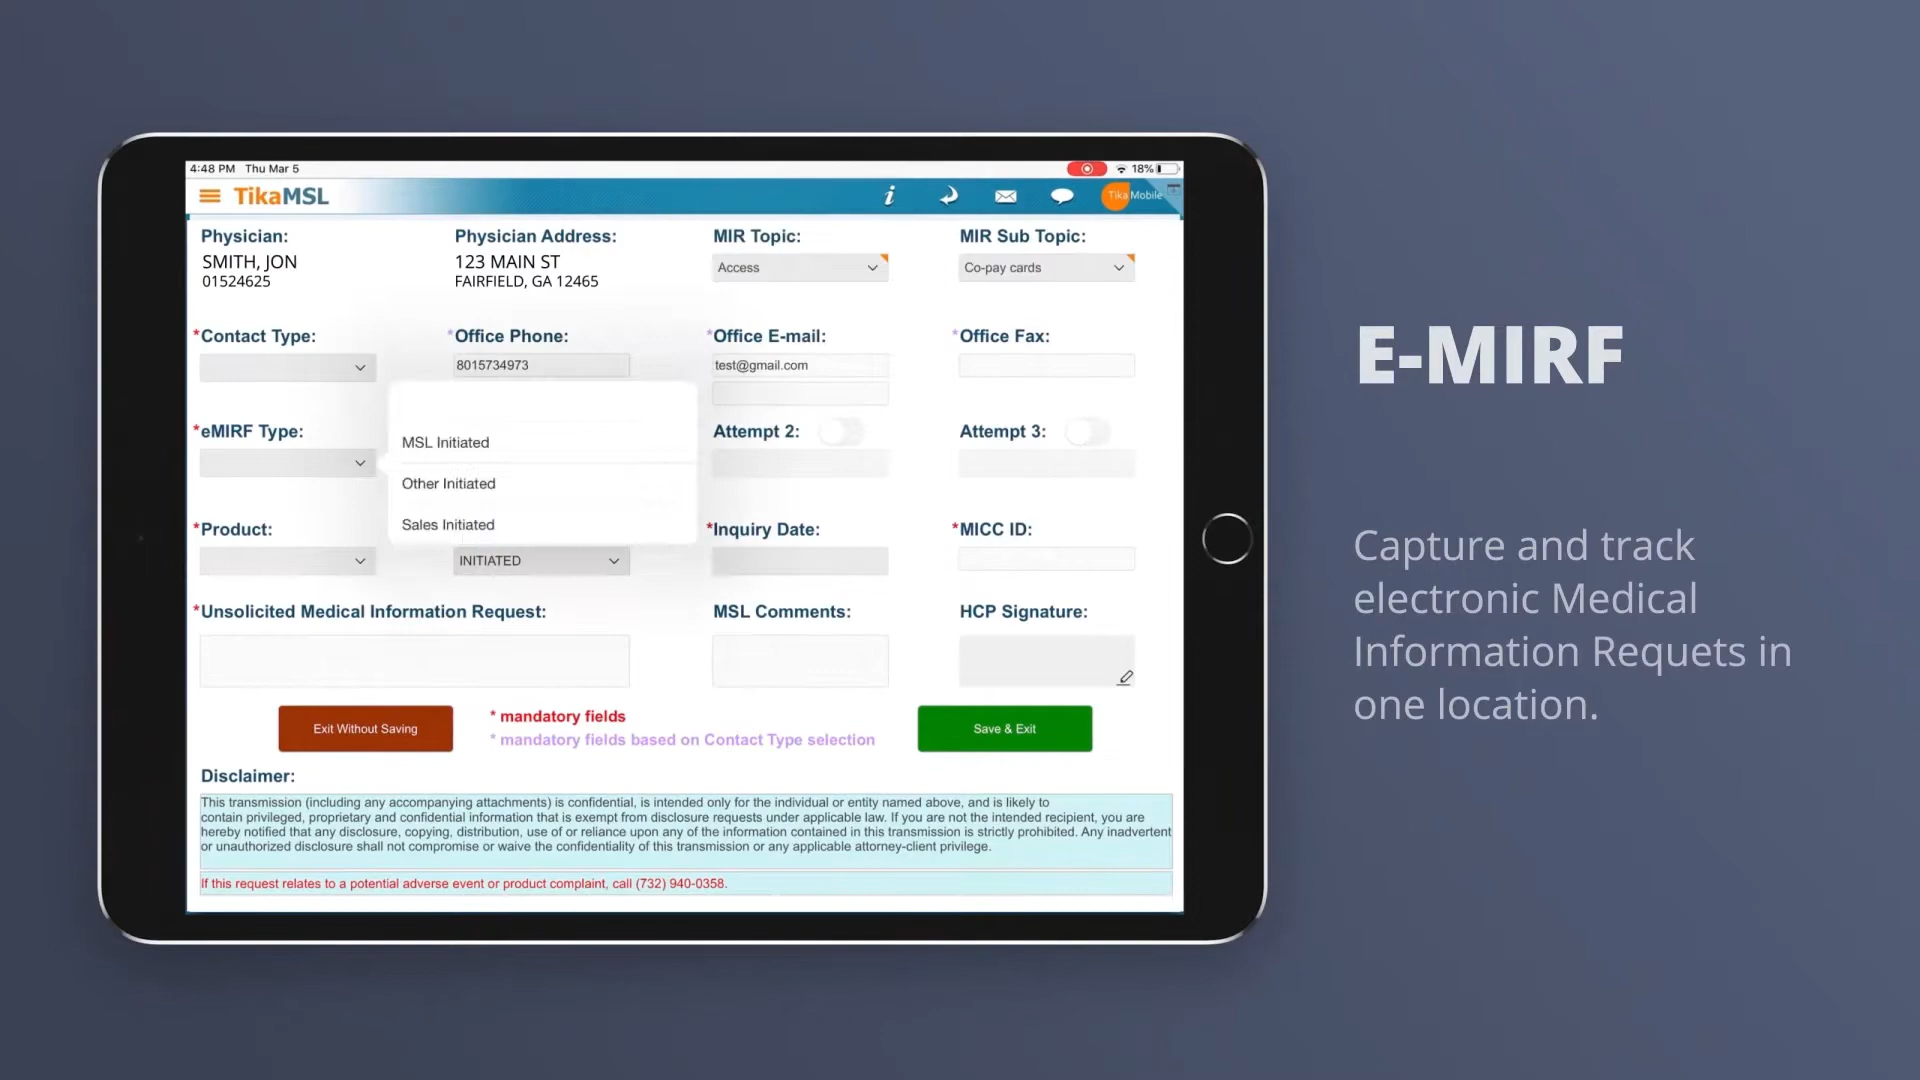 4:48 PM Thu Mar 5
18%
TikaMSL
Tika Mobile
Physician:
SMITH, JON
01524625
Physician Address:
123 MAIN ST
FAIRFIELD, GA 12465
MIR Topic:
Access
MIR Sub Topic:
Co-pay cards
*Contact Type:
*Office Phone:
8015734973
*Office E-mail:
test@gmail.com
*Office Fax:
*eMIRF Type:
MSL Initiated
Other Initiated
Sales Initiated
Attempt 2:
Attempt 3:
*Product:
INITIATED
*Inquiry Date:
*MICC ID:
*Unsolicited Medical Information Request:
MSL Comments:
HCP Signature:
Exit Without Saving
* mandatory fields
* mandatory fields based on Contact Type selection
Save & Exit
Disclaimer:
This transmission (including any accompanying attachments) is confidential, is intended only for the individual or entity named above, and is likely to
contain privileged, proprietary and confidential information that is exempt from disclosure requests under applicable law. If you are not the intended recipient, you are
hereby notified that any disclosure, copying, distribution, use of or reliance upon any of the information contained in this transmission is strictly prohibited. Any inadvertent
or unauthorized disclosure shall not compromise or waive the confidentiality of this transmission or any applicable attorney-client privilege.
If this request relates to a potential adverse event or product complaint, call (732) 940-0358.
E-MIRF
Capture and track
electronic Medical
Information Requets in
one location.